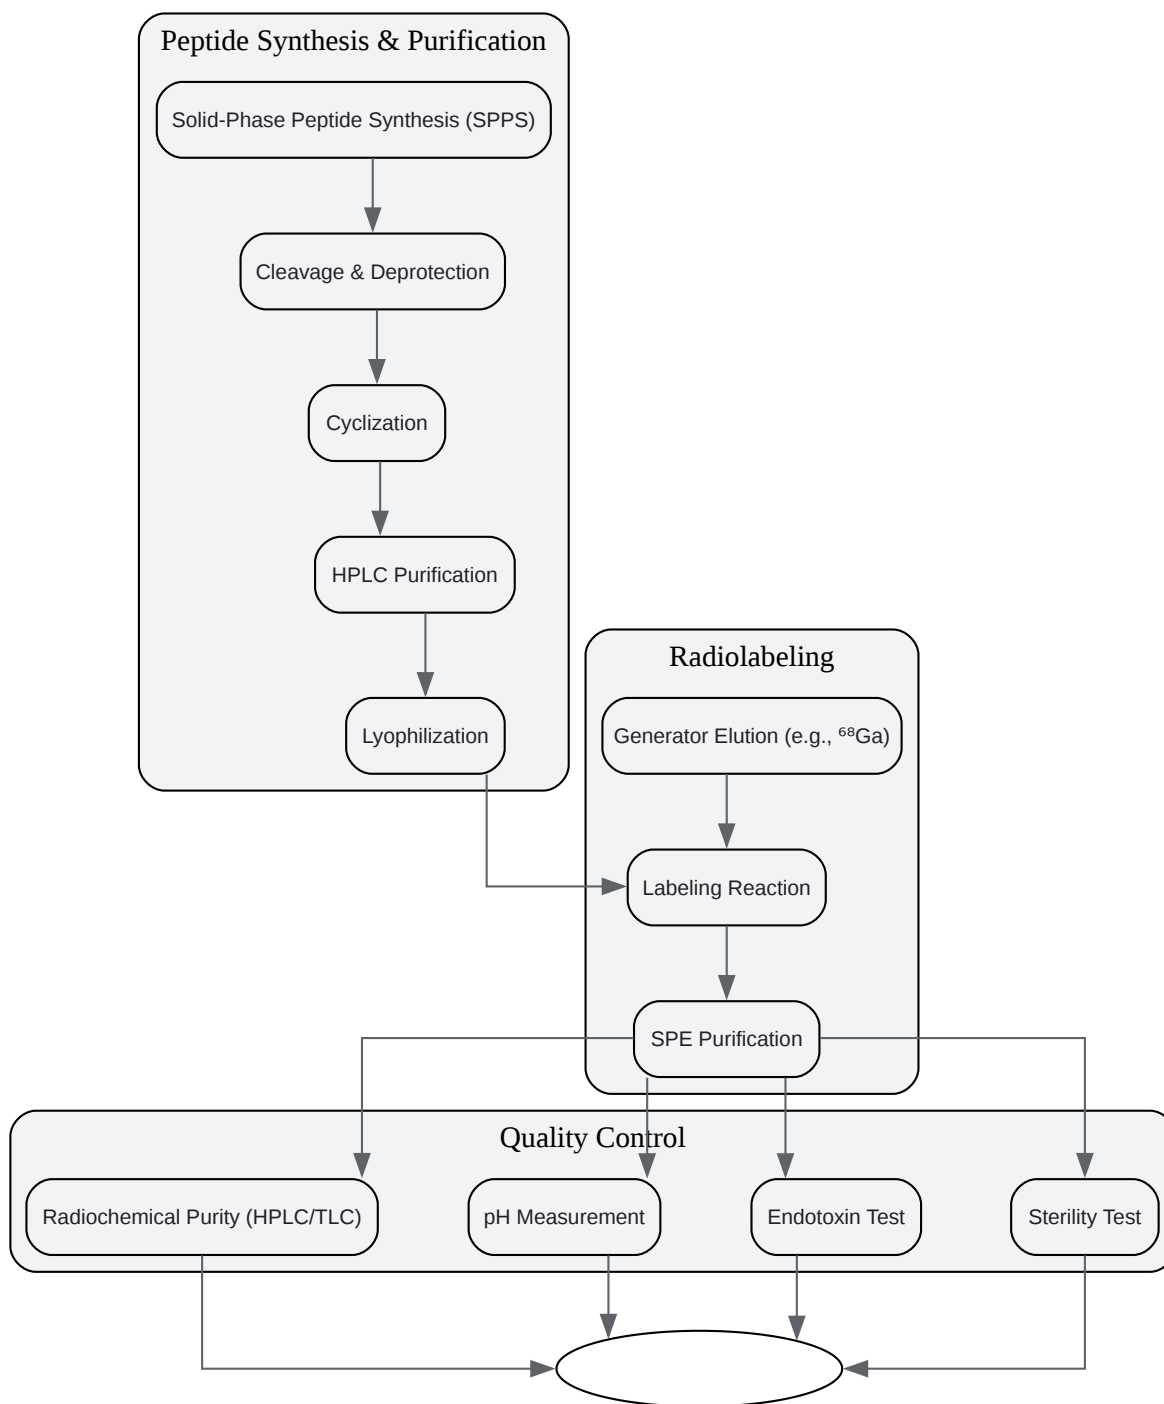 Peptide Synthesis & Purification
Solid-Phase Peptide Synthesis (SPPS)
Cleavage & Deprotection
Cyclization
HPLC Purification
Lyophilization
Radiolabeling
Generator Elution (e.g., ⁶⁸Ga)
Labeling Reaction
SPE Purification
Quality Control
Radiochemical Purity (HPLC/TLC)
pH Measurement
Endotoxin Test
Sterility Test